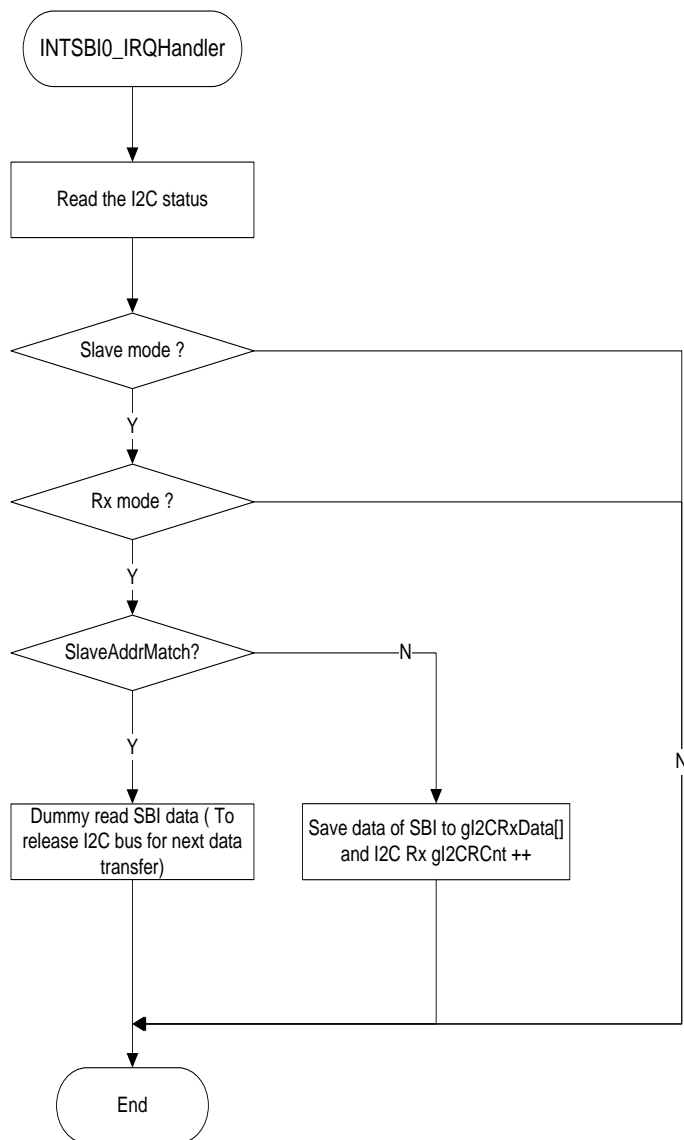 INTSBI0_IRQHandler
Read the I2C status
Slave mode ?
Y
Rx mode ?
Y
SlaveAddrMatch?
N
Y
N
Dummy read SBI data ( To
release I2C bus for next data
transfer)
Save data of SBI to gI2CRxData[]
and I2C Rx gI2CRCnt ++
End